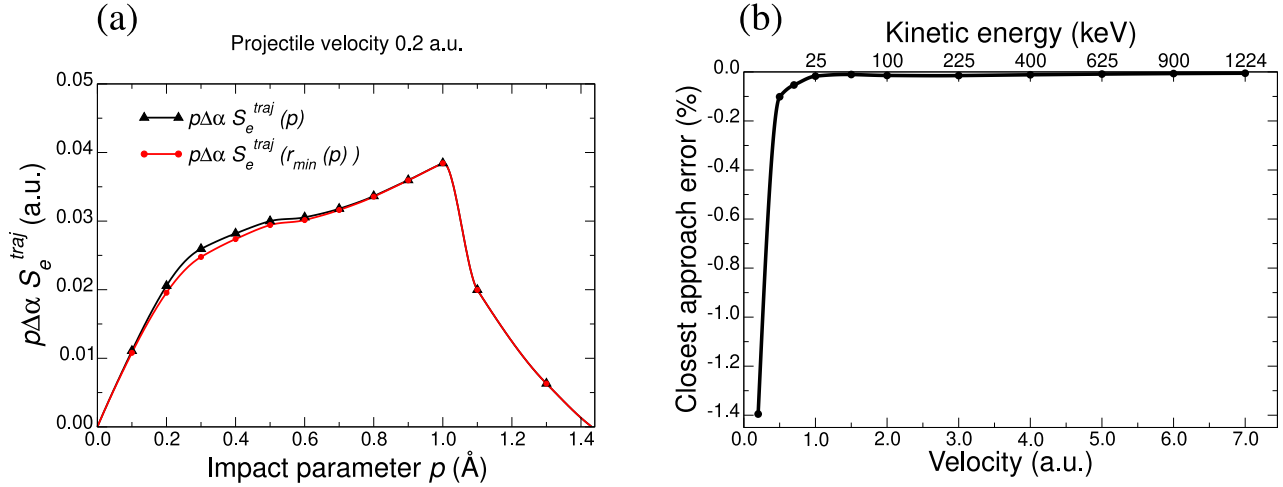 (a)
Projectile velocity 0.2 a.u.
0.05
0.04
0.03
0.02
0.01
0.00
pΔα S_e^traj (a.u.)
pΔα S_e^traj (p)
pΔα S_e^traj (r_min (p) )
0.0 0.2 0.4 0.6 0.8 1.0 1.2 1.4
Impact parameter p (Å)
(b)
Kinetic energy (keV)
25 100 225 400 625 900 1224
0.0
-0.2
-0.4
-0.6
-0.8
-1.0
-1.2
-1.4
Closest approach error (%)
0.0 1.0 2.0 3.0 4.0 5.0 6.0 7.0
Velocity (a.u.)